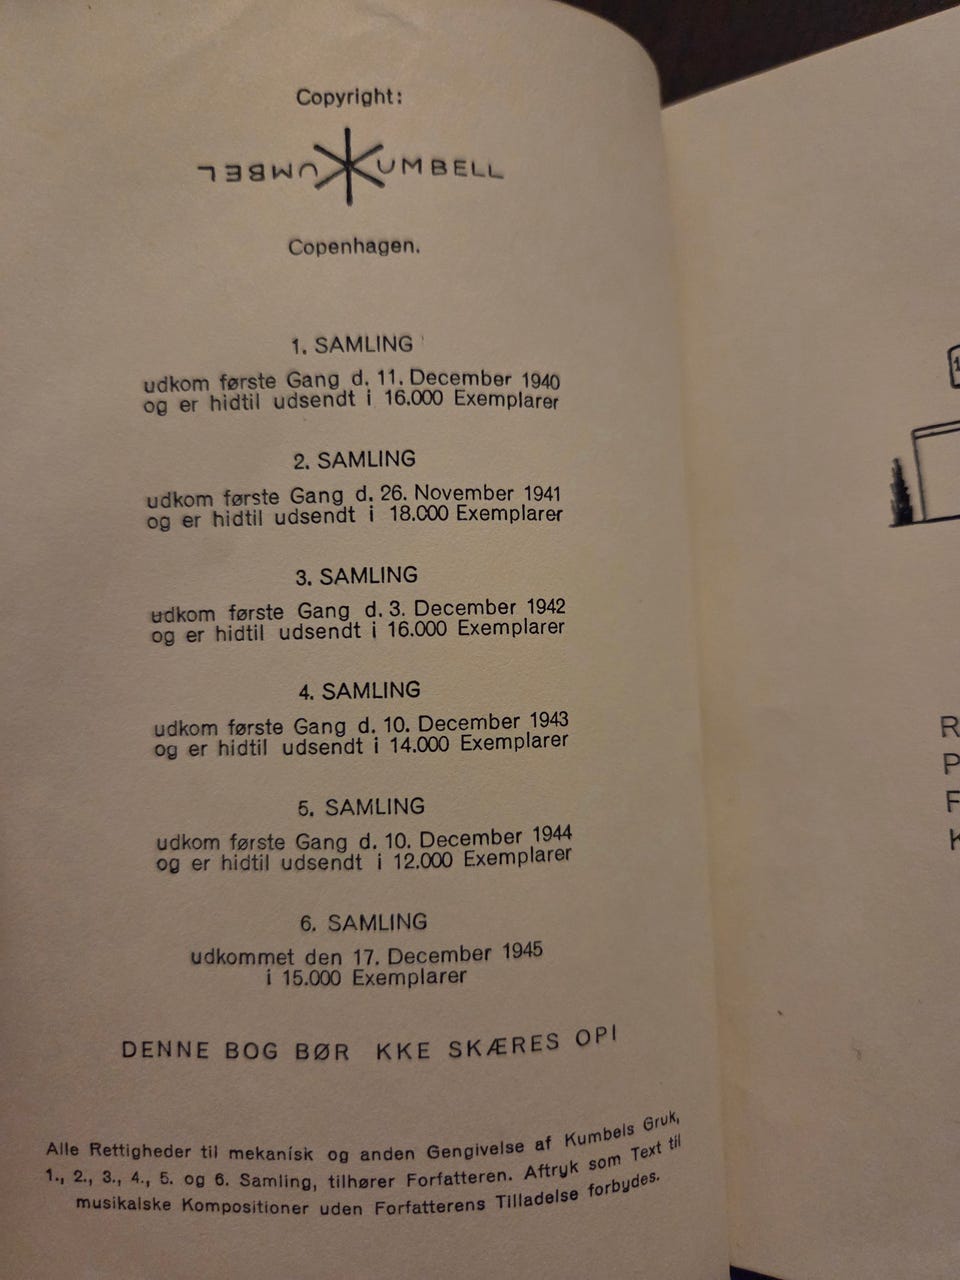 Copyright:
KUMBEL KUMBELL
Copenhagen.
1. SAMLING
udkom første Gang d. 11. December 1940
og er hidtil udsendt i 16.000 Exemplarer
2. SAMLING
udkom første Gang d. 26. November 1941
og er hidtil udsendt i 18.000 Exemplarer
3. SAMLING
udkom første Gang d. 3. December 1942
og er hidtil udsendt i 16.000 Exemplarer
4. SAMLING
udkom første Gang d. 10. December 1943
og er hidtil udsendt i 14.000 Exemplarer
5. SAMLING
udkom første Gang d. 10. December 1944
og er hidtil udsendt i 12.000 Exemplarer
6. SAMLING
udkommet den 17. December 1945
i 15.000 Exemplarer
DENNE BOG BØR KKE SKÆRES OPI
Alle Rettigheder til mekanísk og anden Gengivelse af Kumbels Gruk,
1., 2., 3., 4., 5. og 6. Samling, tilhører Forfatteren. Aftryk som Text til
musikalske Kompositioner uden Forfatterens Tilladelse forbydes.
R
P
F
K